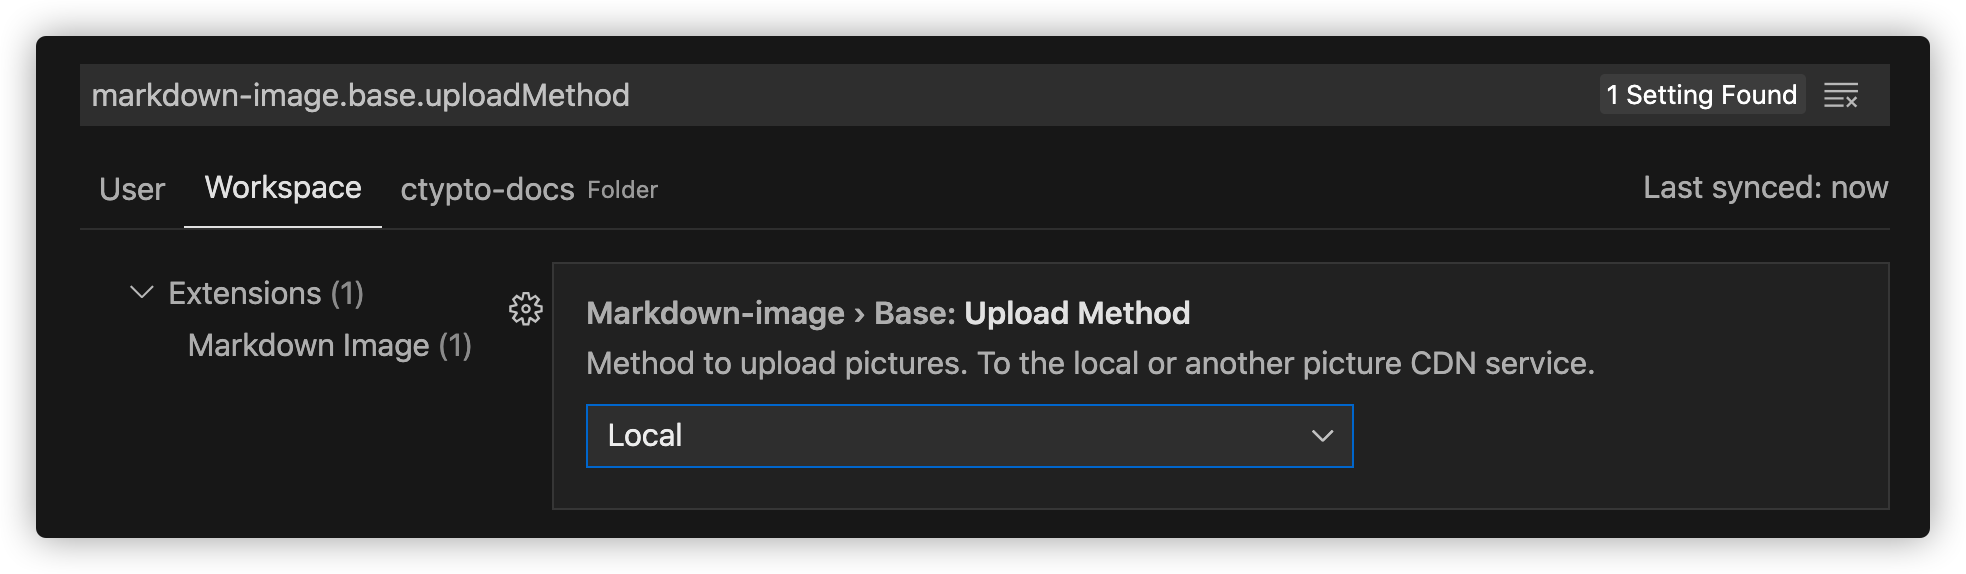 markdown-image.base.uploadMethod 1 Setting Found
User Workspace ctypto-docs Folder Last synced: now
Extensions (1)
Markdown Image (1)
Markdown-image › Base: Upload Method
Method to upload pictures. To the local or another picture CDN service.
Local